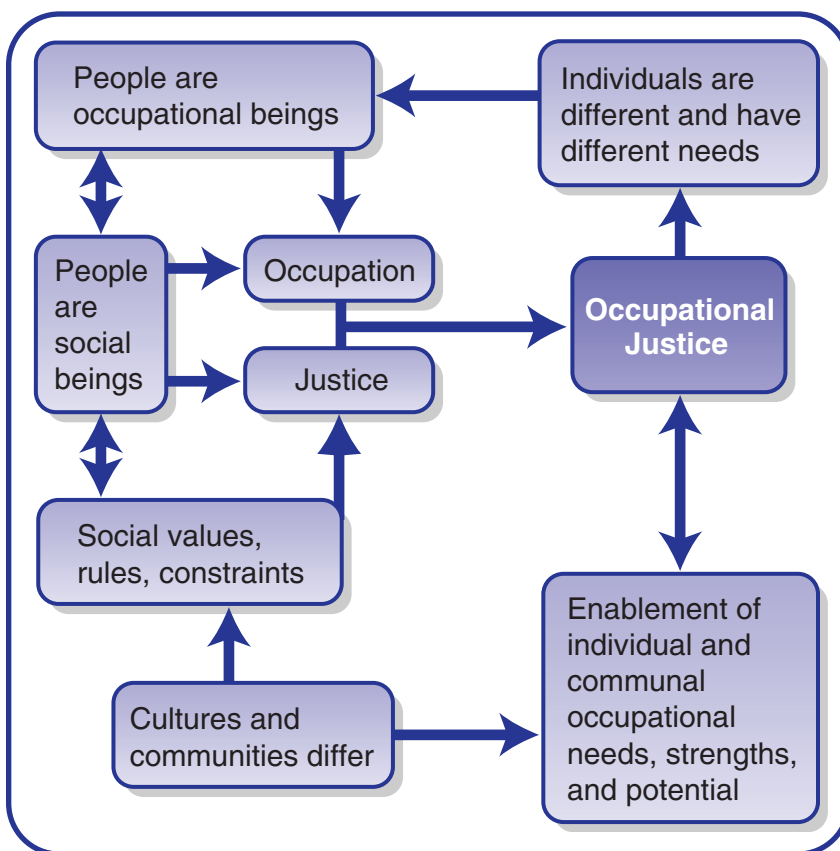 People are
occupational beings
Individuals are
different and have
different needs
People
are
social
beings
Occupation
Justice
Occupational
Justice
Social values,
rules, constraints
Enablement of
individual and
communal
occupational
needs, strengths,
and potential
Cultures and
communities differ